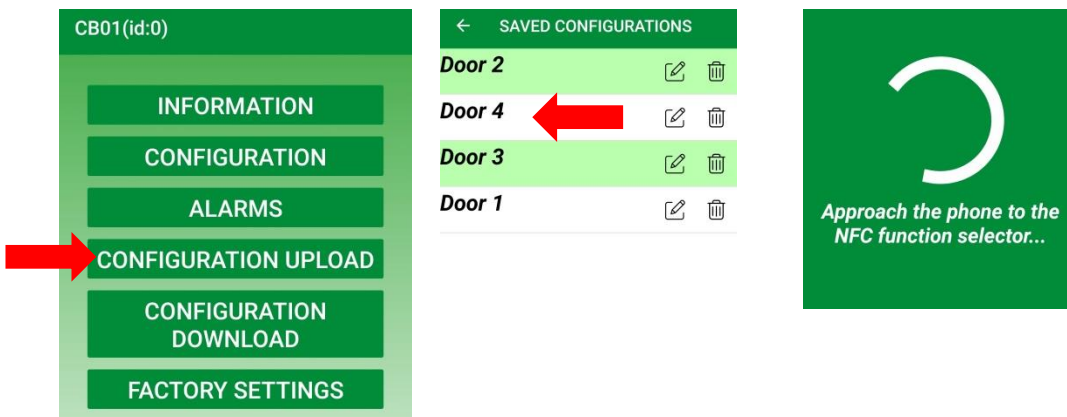 CB01(id:0)
INFORMATION
CONFIGURATION
ALARMS
CONFIGURATION UPLOAD
CONFIGURATION
DOWNLOAD
FACTORY SETTINGS
SAVED CONFIGURATIONS
Door 2
Door 4
Door 3
Door 1
Approach the phone to the
NFC function selector...